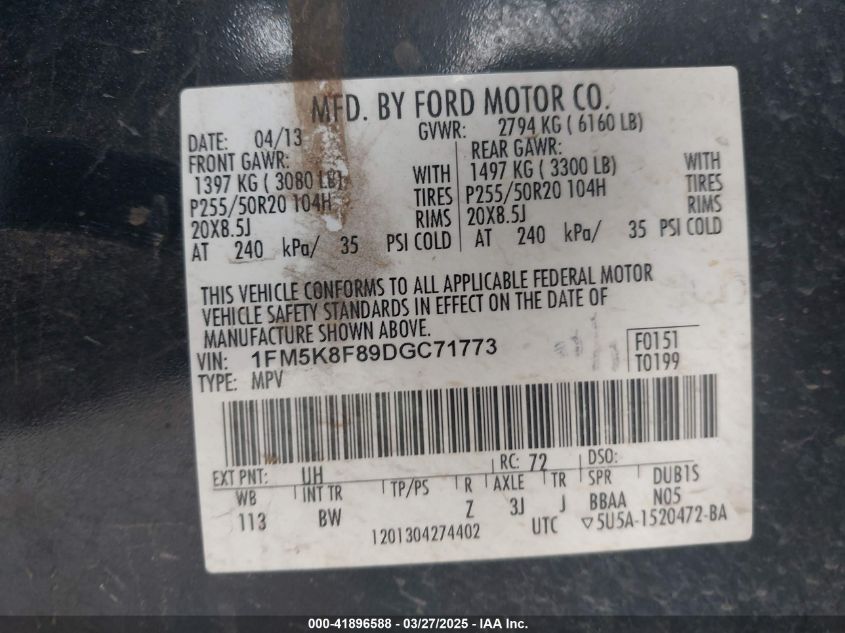 MFD. BY FORD MOTOR CO.
DATE: 04/13 GVWR: 2794 KG ( 6160 LB)
FRONT GAWR: REAR GAWR:
1397 KG ( 3080 LB) WITH 1497 KG ( 3300 LB) WITH
P255/50R20 104H TIRES P255/50R20 104H TIRES
20X8.5J RIMS 20X8.5J RIMS
AT 240 kPa/ 35 PSI COLD AT 240 kPa/ 35 PSI COLD
THIS VEHICLE CONFORMS TO ALL APPLICABLE FEDERAL MOTOR
VEHICLE SAFETY STANDARDS IN EFFECT ON THE DATE OF
MANUFACTURE SHOWN ABOVE.
VIN: 1FM5K8F89DGC71773 F0151
TYPE: MPV T0199
EXT PNT: UH RC: 72 DSO:
WB INT TR TP/PS R AXLE TR SPR DUB1S
113 BW Z 3J J BBAA N05
1201304274402 UTC ▽5U5A-1520472-BA
000-41896588 — 03/27/2025 — IAA Inc.